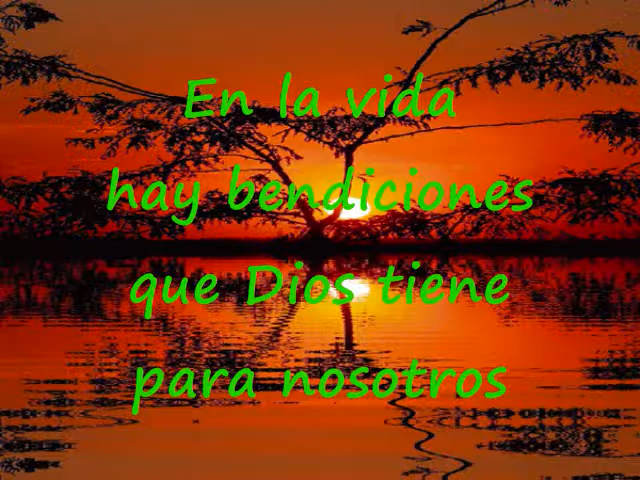 En la vida
hay bendiciones
que Dios tiene
para nosotros